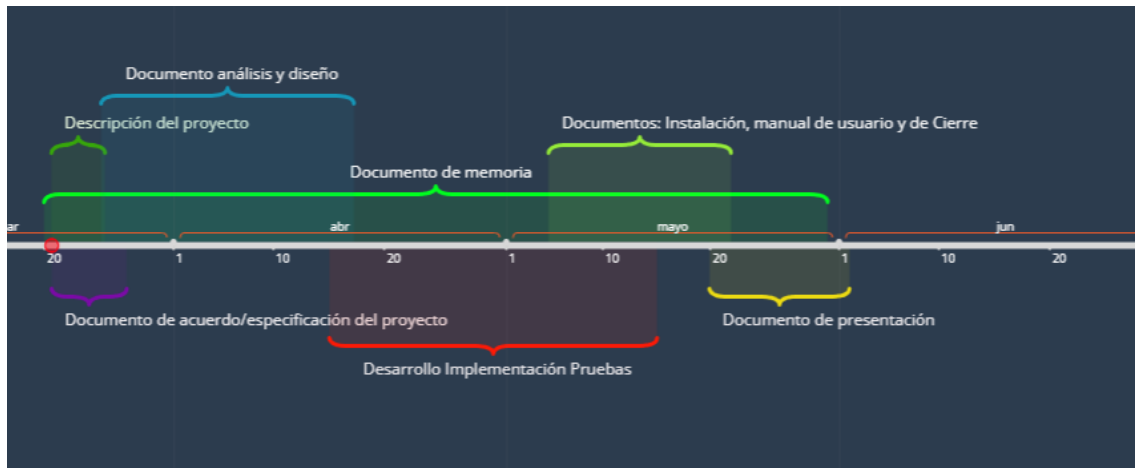 Documento análisis y diseño
Descripción del proyecto
Documentos: Instalación, manual de usuario y de Cierre
Documento de memoria
ar abr mayo jun
20 1 10 20 1 10 20 1 10 20
Documento de acuerdo/especificación del proyecto
Documento de presentación
Desarrollo Implementación Pruebas